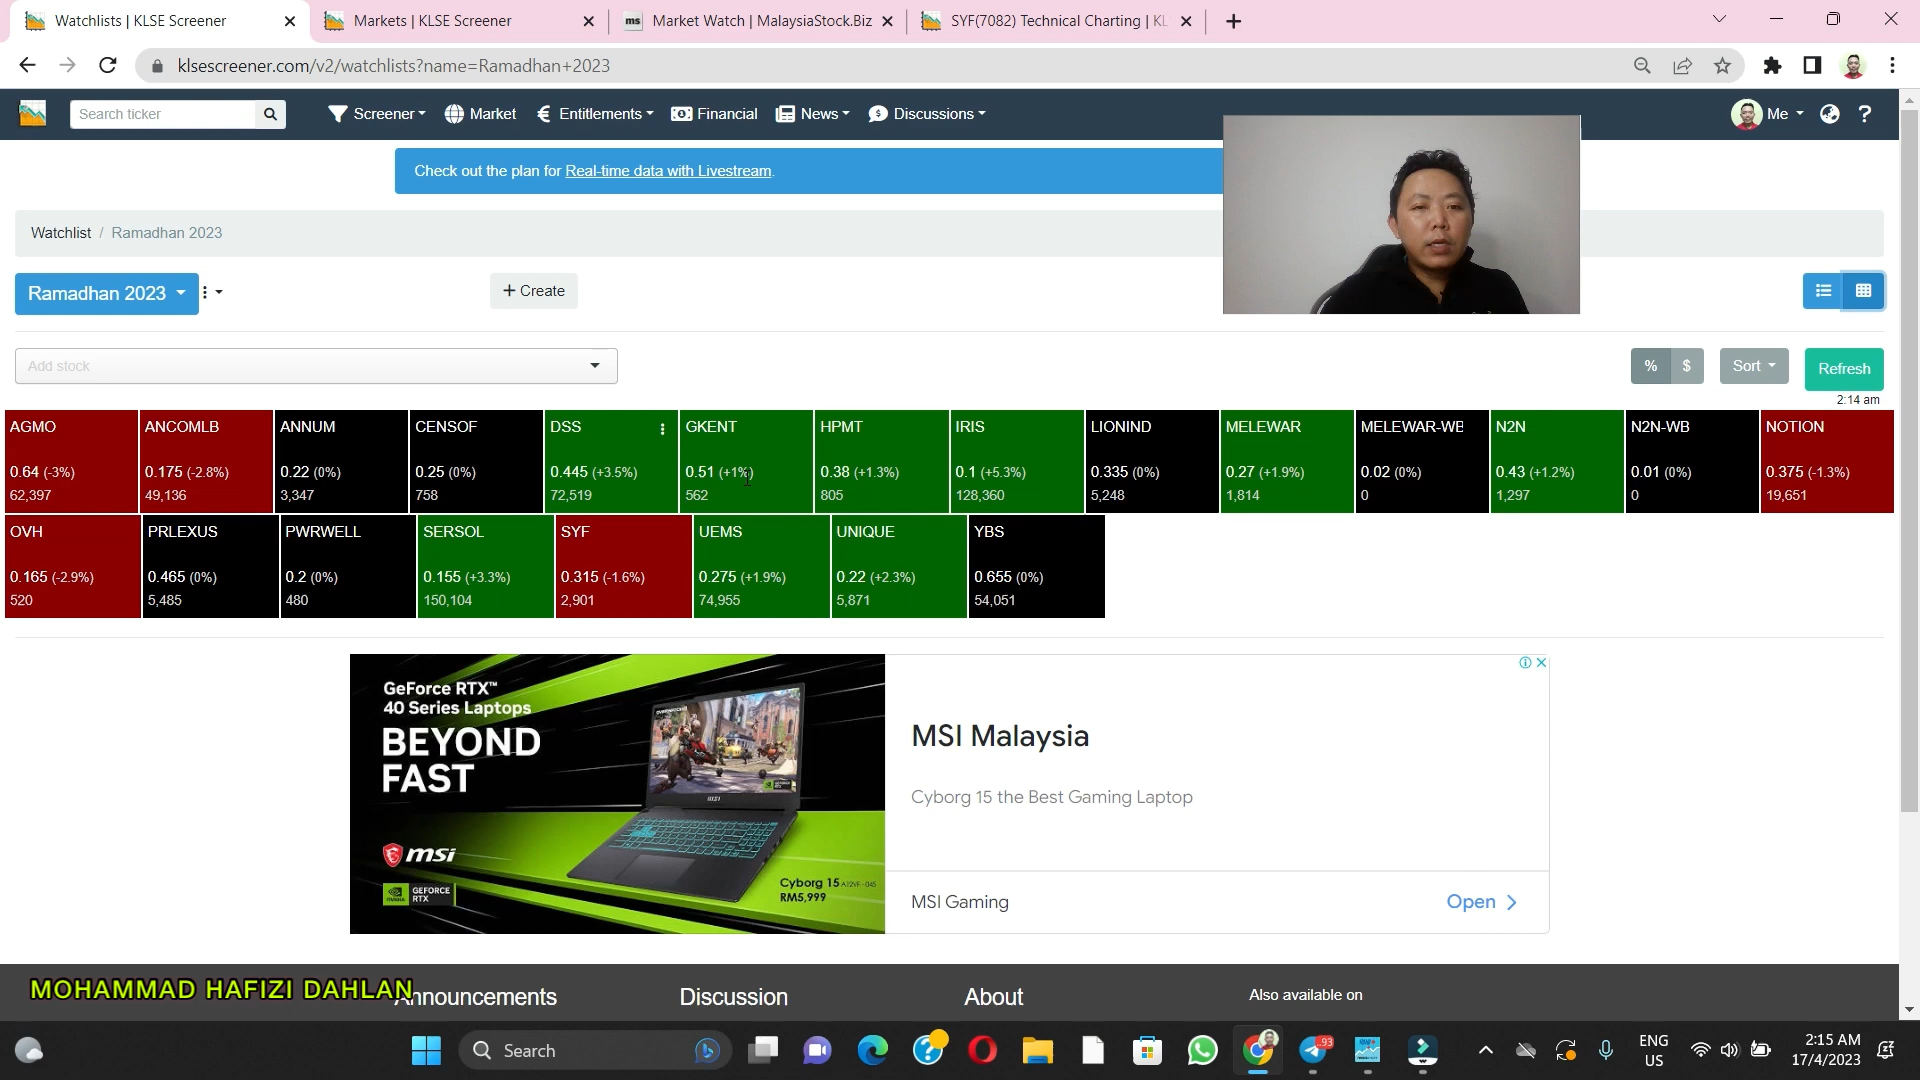 Watchlists | KLSE Screener
Markets | KLSE Screener
ms Market Watch | MalaysiaStock.Biz
SYF(7082) Technical Charting | KL
klsescreener.com/v2/watchlists?name=Ramadhan+2023
Search ticker
Screener
Market
Entitlements
Financial
News
Discussions
Me
?
Check out the plan for Real-time data with Livestream.
Watchlist / Ramadhan 2023
Ramadhan 2023
+ Create
Add stock
% $
Sort
Refresh
2:14 am
AGMO ANCOMLB ANNUM CENSOF DSS GKENT HPMT IRIS LIONIND MELEWAR MELEWAR-WB N2N N2N-WB NOTION
0.64 (-3%) 0.175 (-2.8%) 0.22 (0%) 0.25 (0%) 0.445 (+3.5%) 0.51 (+1%) 0.38 (+1.3%) 0.1 (+5.3%) 0.335 (0%) 0.27 (+1.9%) 0.02 (0%) 0.43 (+1.2%) 0.01 (0%) 0.375 (-1.3%)
62,397 49,136 3,347 758 72,519 562 805 128,360 5,248 1,814 0 1,297 0 19,651
OVH PRLEXUS PWRWELL SERSOL SYF UEMS UNIQUE YBS
0.165 (-2.9%) 0.465 (0%) 0.2 (0%) 0.155 (+3.3%) 0.315 (-1.6%) 0.275 (+1.9%) 0.22 (+2.3%) 0.655 (0%)
520 5,485 480 150,104 2,901 74,955 5,871 54,051
GeForce RTX™
40 Series Laptops
BEYOND
FAST
msi
GEFORCE
RTX
Cyborg 15
RM5,999
MSI Malaysia
Cyborg 15 the Best Gaming Laptop
MSI Gaming
Open
MOHAMMAD HAFIZI DAHLAN
Announcements
Discussion
About
Also available on
Search
93
ENG
US
2:15 AM
17/4/2023